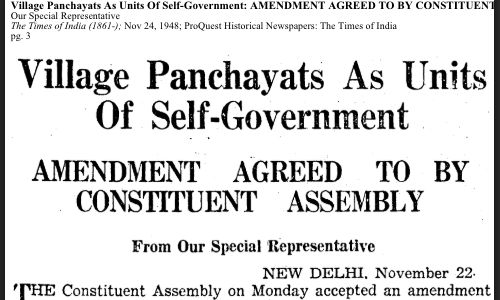 Village Panchayats As Units Of Self-Government: AMENDMENT AGREED TO BY CONSTITUENT
Our Special Representative
The Times of India (1861-); Nov 24, 1948; ProQuest Historical Newspapers: The Times of India
pg. 3
Village Panchayats As Units
Of Self-Government
AMENDMENT AGREED TO BY
CONSTITUENT ASSEMBLY
From Our Special Representative
NEW DELHI, November 22.
THE Constituent Assembly on Monday accepted an amendment